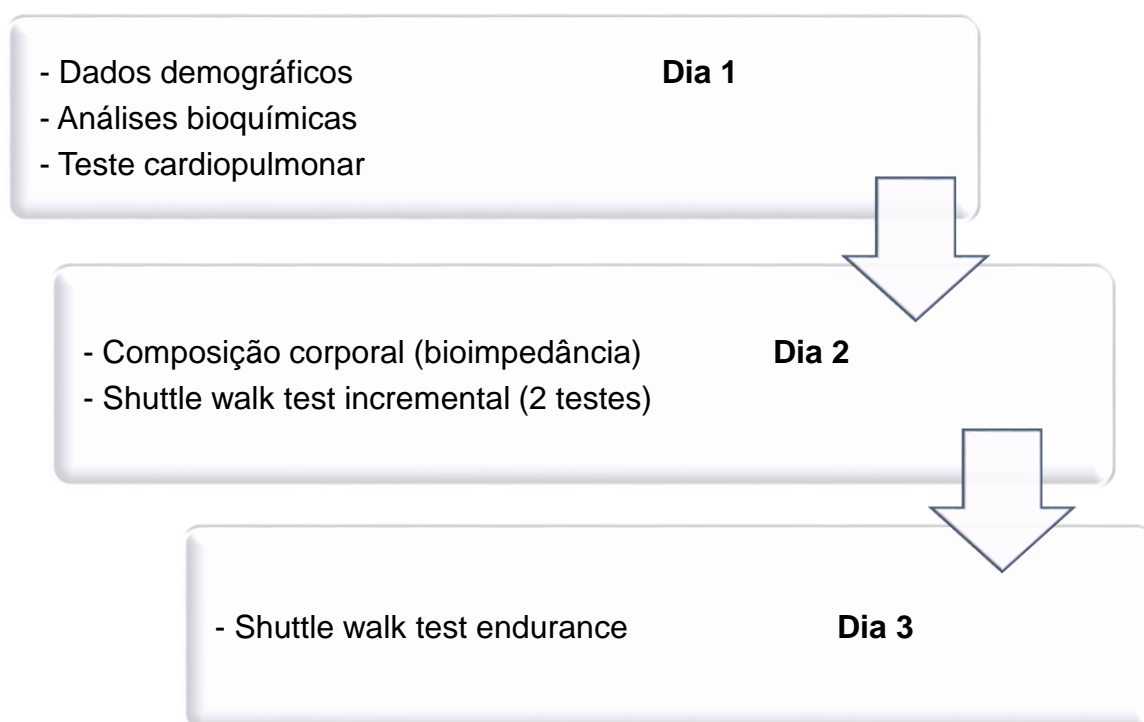 - Dados demográficos Dia 1
- Análises bioquímicas
- Teste cardiopulmonar
- Composição corporal (bioimpedância) Dia 2
- Shuttle walk test incremental (2 testes)
- Shuttle walk test endurance Dia 3